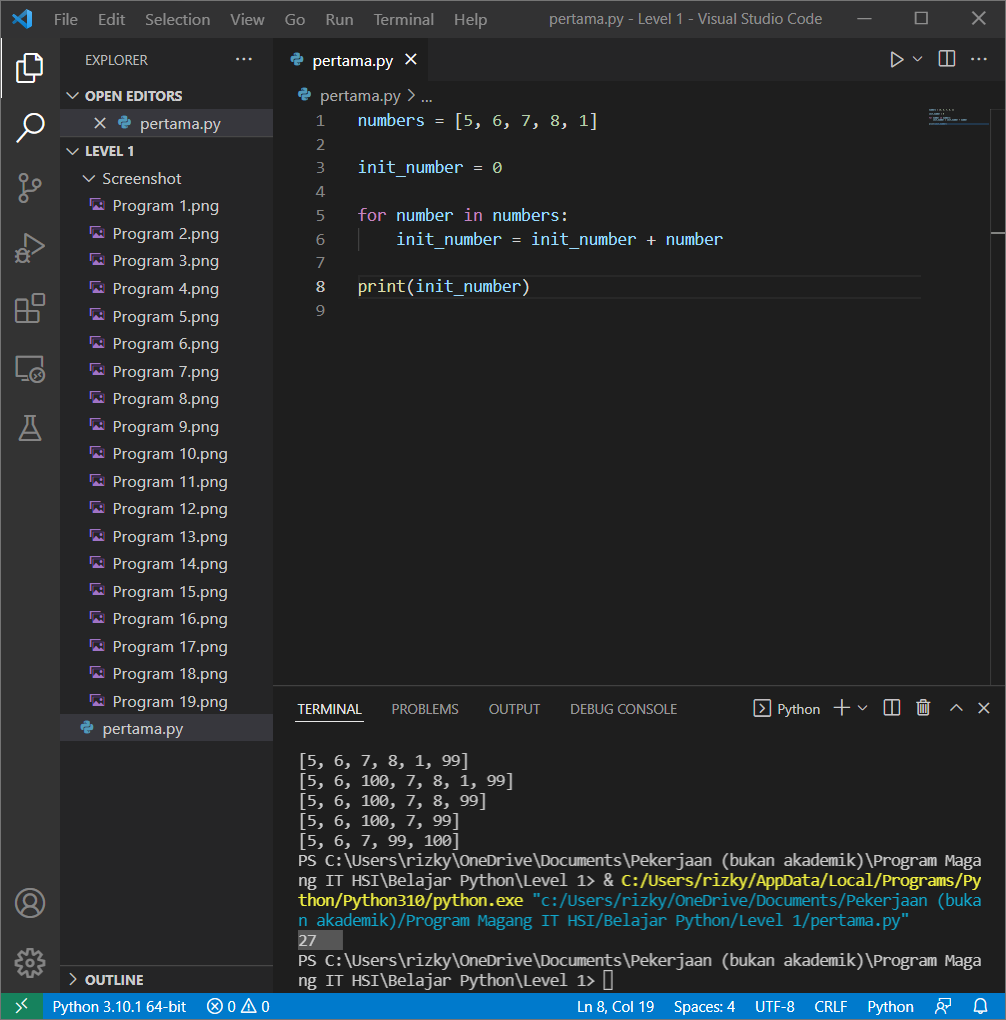 File Edit Selection View Go Run Terminal Help pertama.py - Level 1 - Visual Studio Code
EXPLORER
OPEN EDITORS
pertama.py
LEVEL 1
Screenshot
Program 1.png
Program 2.png
Program 3.png
Program 4.png
Program 5.png
Program 6.png
Program 7.png
Program 8.png
Program 9.png
Program 10.png
Program 11.png
Program 12.png
Program 13.png
Program 14.png
Program 15.png
Program 16.png
Program 17.png
Program 18.png
Program 19.png
pertama.py
OUTLINE
pertama.py
pertama.py > ...
1 numbers = [5, 6, 7, 8, 1]
2
3 init_number = 0
4
5 for number in numbers:
6     init_number = init_number + number
7
8 print(init_number)
9
TERMINAL PROBLEMS OUTPUT DEBUG CONSOLE Python
[5, 6, 7, 8, 1, 99]
[5, 6, 100, 7, 8, 1, 99]
[5, 6, 100, 7, 8, 99]
[5, 6, 100, 7, 99]
[5, 6, 7, 99, 100]
PS C:\Users\rizky\OneDrive\Documents\Pekerjaan (bukan akademik)\Program Maga
ng IT HSI\Belajar Python\Level 1> & C:/Users/rizky/AppData/Local/Programs/Py
thon/Python310/python.exe "c:/Users/rizky/OneDrive/Documents/Pekerjaan (buka
n akademik)/Program Magang IT HSI/Belajar Python/Level 1/pertama.py"
27
PS C:\Users\rizky\OneDrive\Documents\Pekerjaan (bukan akademik)\Program Maga
ng IT HSI\Belajar Python\Level 1>
Python 3.10.1 64-bit 0 0 Ln 8, Col 19 Spaces: 4 UTF-8 CRLF Python